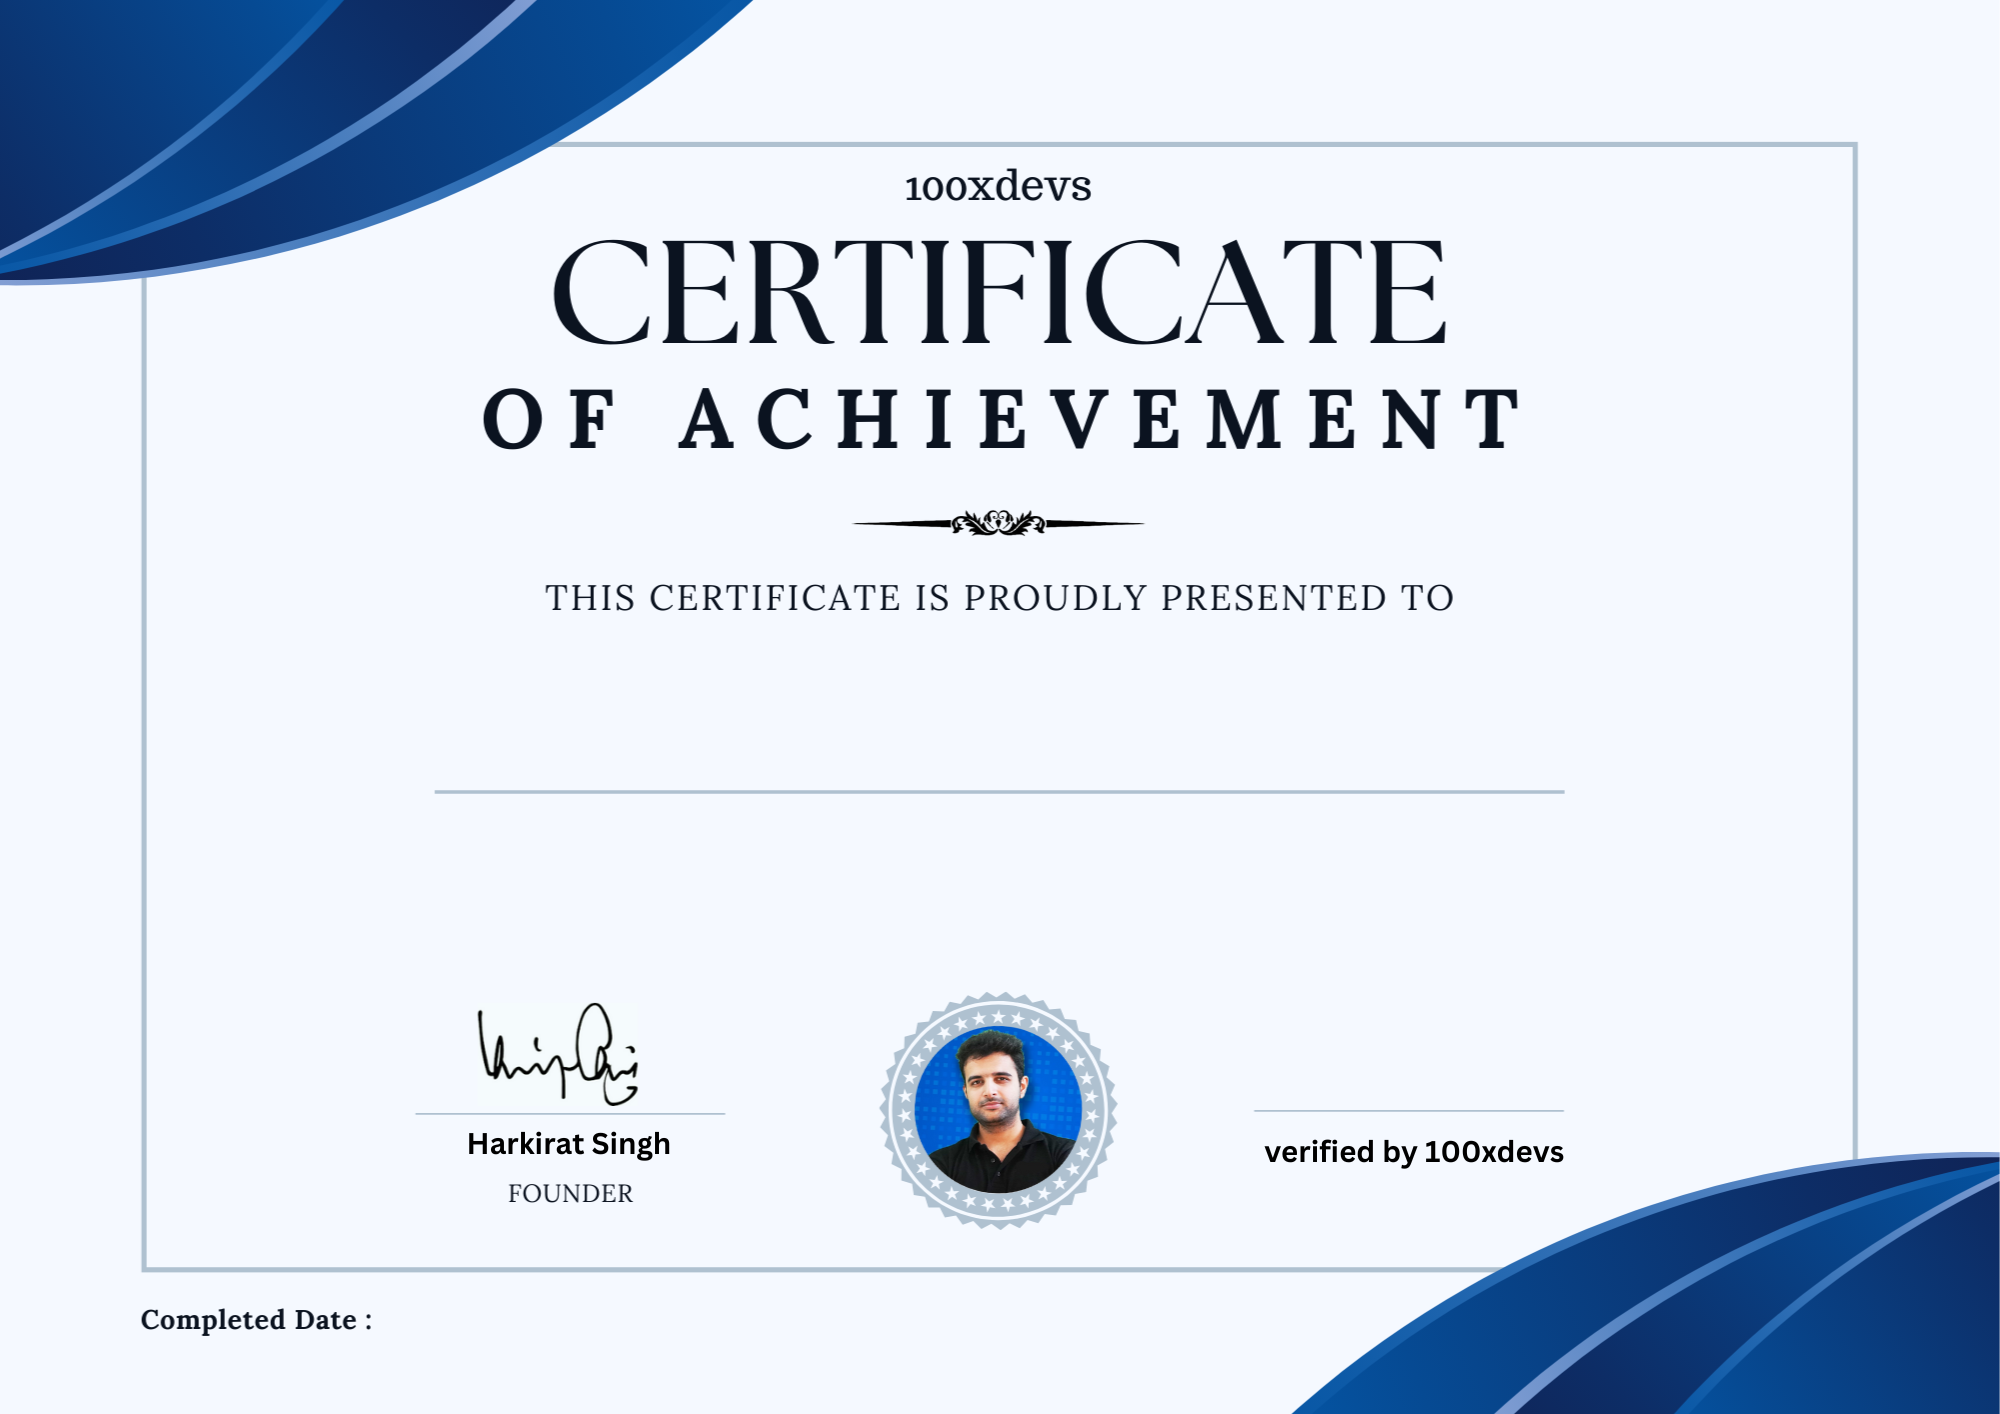 100xdevs
CERTIFICATE
OF ACHIEVEMENT
THIS CERTIFICATE IS PROUDLY PRESENTED TO
Harkirat Singh
FOUNDER
verified by 100xdevs
Completed Date :